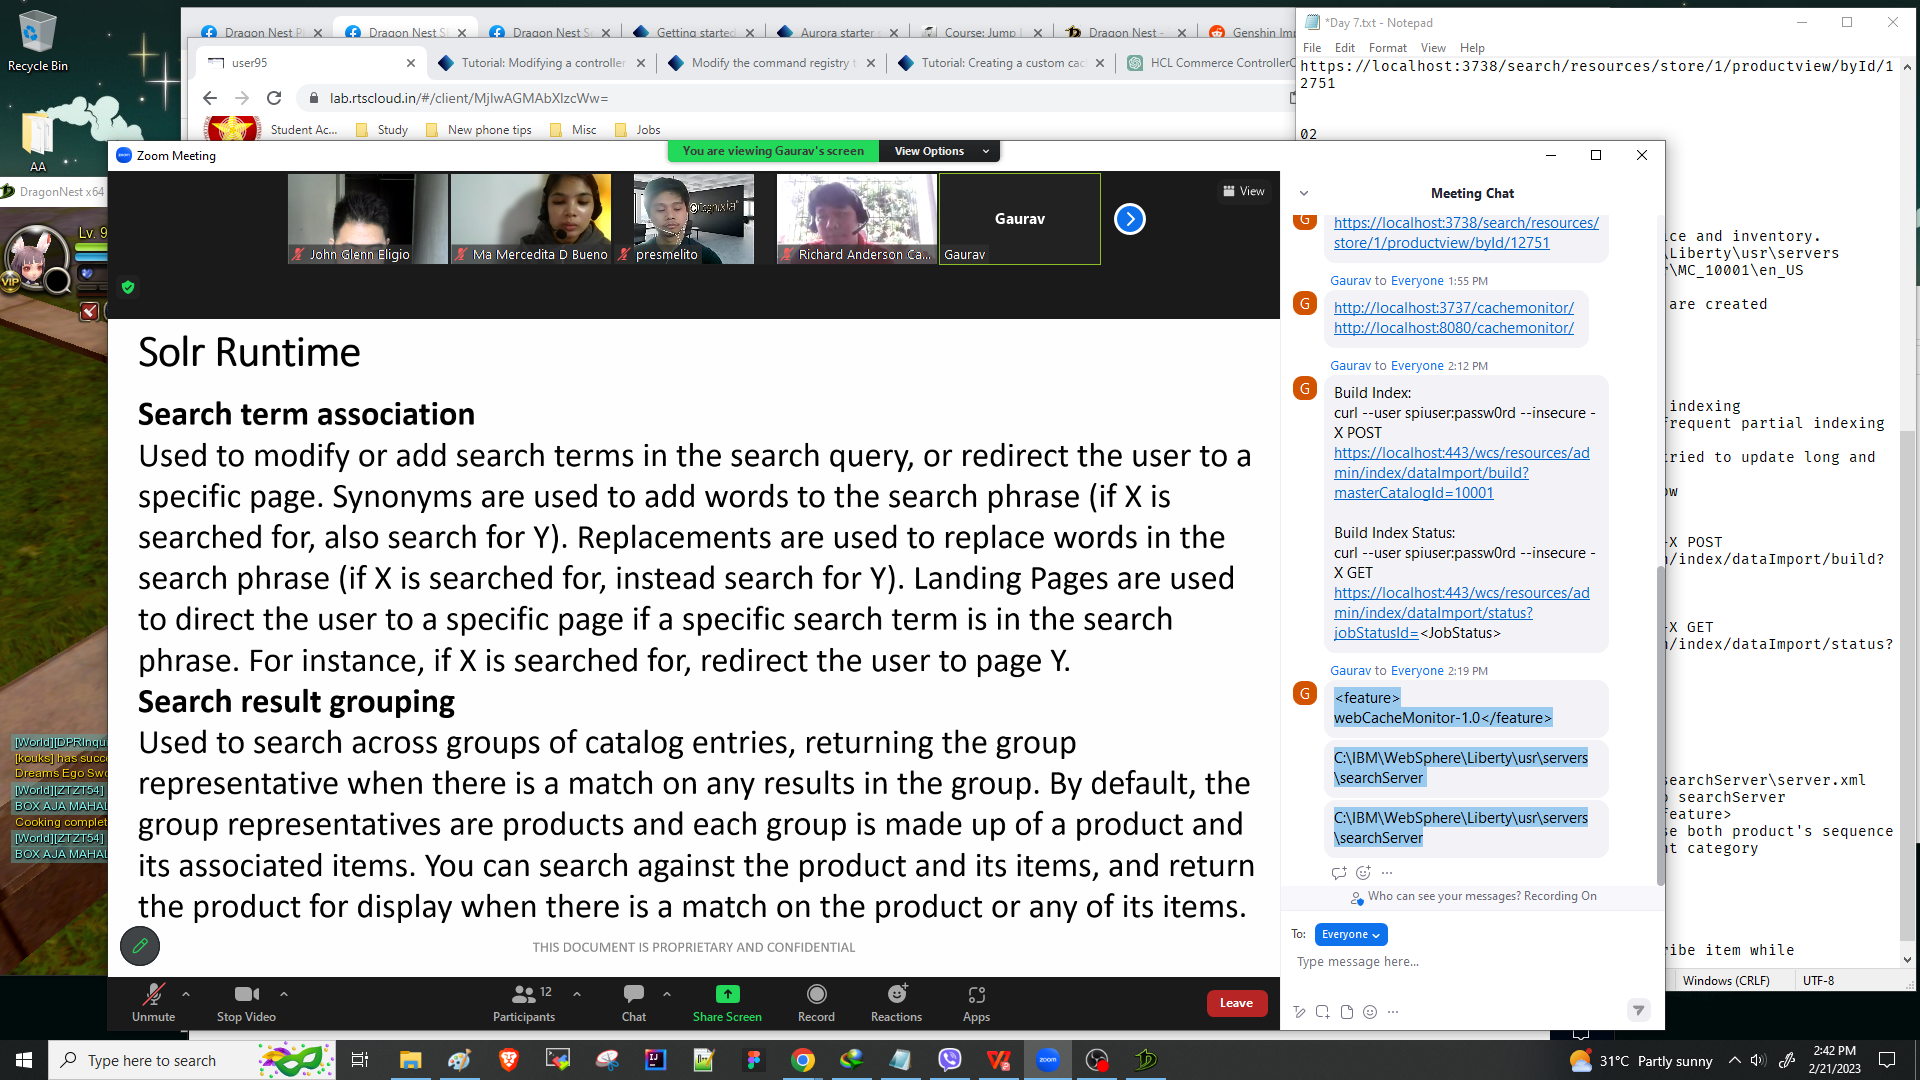 Recycle Bin
AA
DragonNest x64
Lv. 9
VIP
Dragon Nest
Dragon Nest
Dragon Nest
Getting started
Aurora starter
Course: Jump
Dragon Nest -
Genshin Imp
user95
Tutorial: Modifying a controller
Modify the command registry
Tutorial: Creating a custom cac
HCL Commerce Controller
lab.rtscloud.in/#/client/MjIwAGMAbXlzcWw=
Student Ac...
Study
New phone tips
Misc
Jobs
*Day 7.txt - Notepad
File Edit Format View Help
https://localhost:3738/search/resources/store/1/productview/byId/1
2751
02
Zoom Meeting
You are viewing Gaurav's screen
View Options
John Glenn Eligio
Ma Mercedita D Bueno
presmelito
Richard Anderson Ca...
Gaurav
Gaurav
View
Solr Runtime
Search term association
Used to modify or add search terms in the search query, or redirect the user to a
specific page. Synonyms are used to add words to the search phrase (if X is
searched for, also search for Y). Replacements are used to replace words in the
search phrase (if X is searched for, instead search for Y). Landing Pages are used
to direct the user to a specific page if a specific search term is in the search
phrase. For instance, if X is searched for, redirect the user to page Y.
Search result grouping
Used to search across groups of catalog entries, returning the group
representative when there is a match on any results in the group. By default, the
group representatives are products and each group is made up of a product and
its associated items. You can search against the product and its items, and return
the product for display when there is a match on the product or any of its items.
THIS DOCUMENT IS PROPRIETARY AND CONFIDENTIAL
Meeting Chat
G
https://localhost:3738/search/resources/
store/1/productview/byId/12751
Gaurav to Everyone 1:55 PM
G
http://localhost:3737/cachemonitor/
http://localhost:8080/cachemonitor/
Gaurav to Everyone 2:12 PM
G
Build Index:
curl --user spiuser:passw0rd --insecure -
X POST
https://localhost:443/wcs/resources/ad
min/index/dataImport/build?
masterCatalogId=10001
Build Index Status:
curl --user spiuser:passw0rd --insecure -
X GET
https://localhost:443/wcs/resources/ad
min/index/dataImport/status?
jobStatusId=<JobStatus>
Gaurav to Everyone 2:19 PM
G
<feature>
webCacheMonitor-1.0</feature>
C:\IBM\WebSphere\Liberty\usr\servers
\searchServer
C:\IBM\WebSphere\Liberty\usr\servers
\searchServer
Who can see your messages? Recording On
To: Everyone
Type message here...
ice and inventory.
\Liberty\usr\servers
\MC_10001\en_US
are created
indexing
frequent partial indexing
tried to update long and
ow
-X POST
/index/dataImport/build?
X GET
/index/dataImport/status?
searchServer\server.xml
searchServer
feature>
se both product's sequence
nt category
ribe item while
Windows (CRLF)
UTF-8
[World][DPRInqui
[kouks] has succe
Dreams Ego Swo
[World][ZTZT54]
BOX AJA MAHAL
Cooking complet
[World][ZTZT54]
BOX AJA MAHAL
Unmute
Stop Video
12
Participants
Chat
Share Screen
Record
Reactions
Apps
Leave
Type here to search
zoom
31°C Partly sunny
2:42 PM
2/21/2023